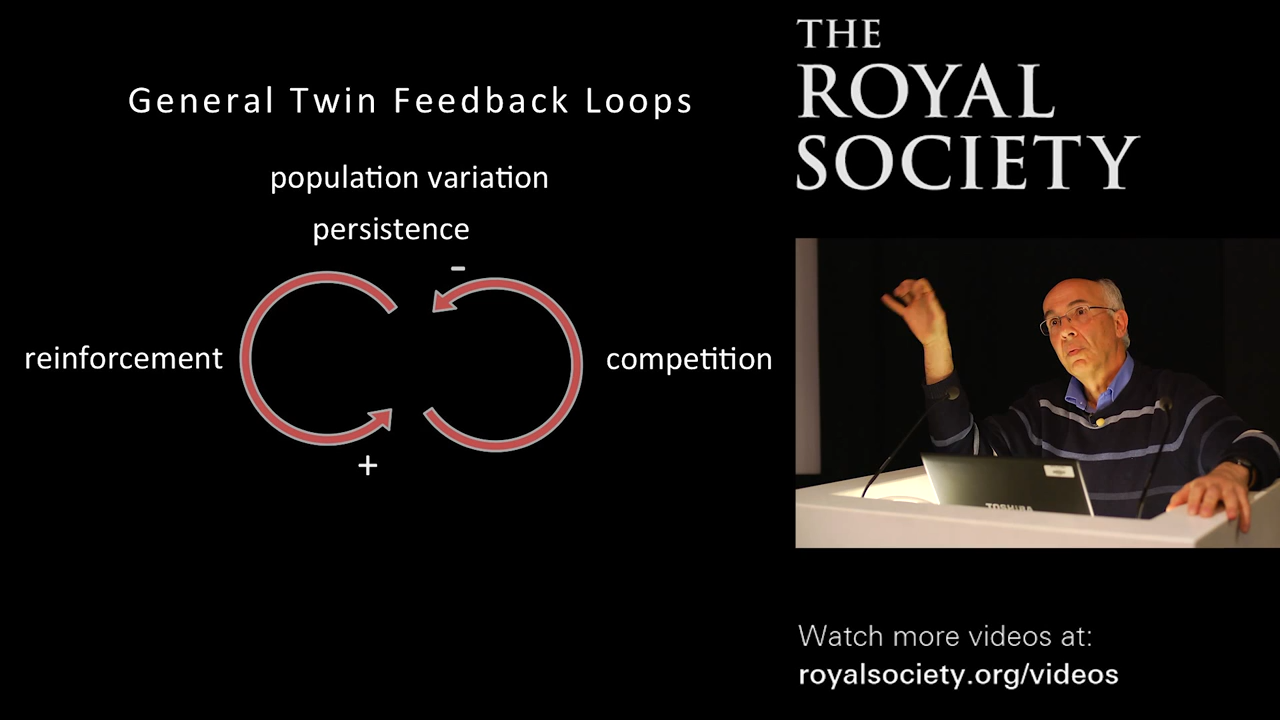 General Twin Feedback Loops
population variation
persistence
-
reinforcement
competition
+
THE
ROYAL
SOCIETY
TOSHIBA
Watch more videos at:
royalsociety.org/videos